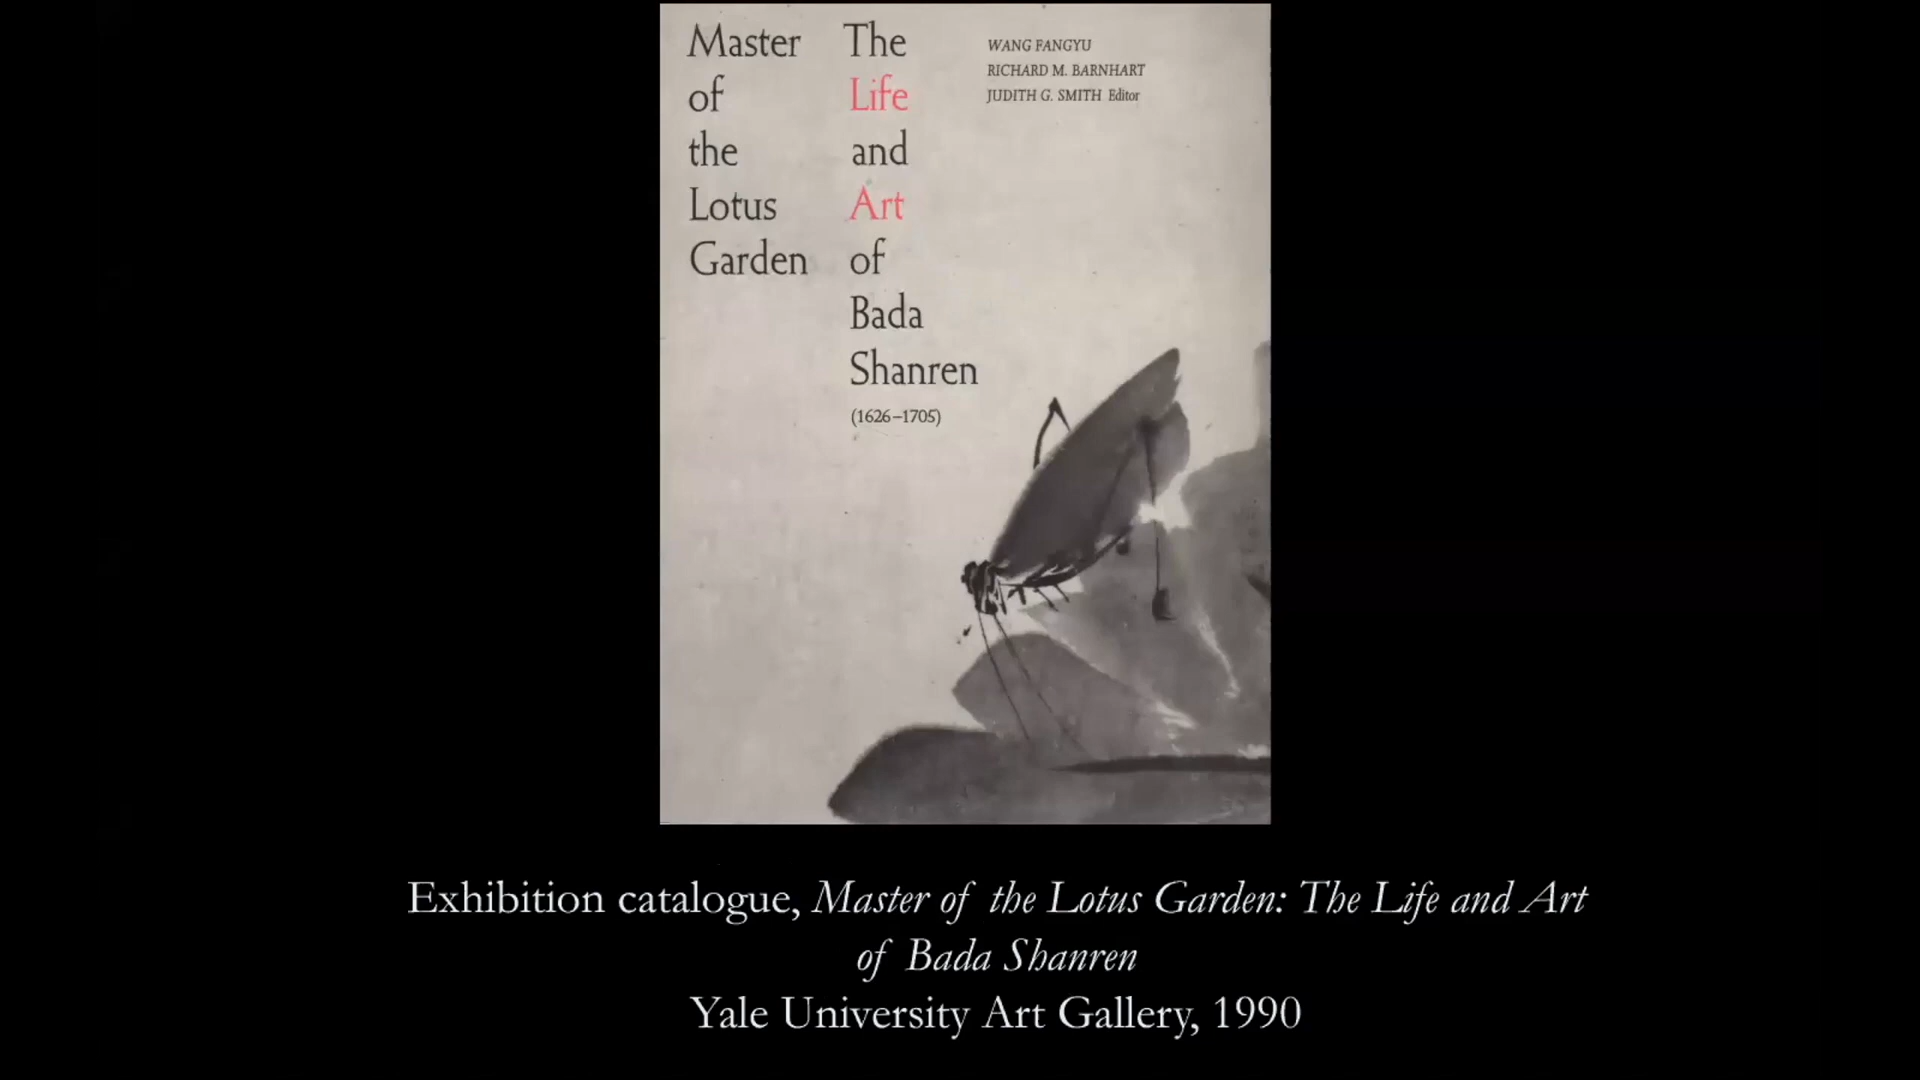 Master
of
the
Lotus
Garden
The
Life
and
Art
of
Bada
Shanren
(1626–1705)
WANG FANGYU
RICHARD M. BARNHART
JUDITH G. SMITH Editor
Exhibition catalogue, Master of the Lotus Garden: The Life and Art
of Bada Shanren
Yale University Art Gallery, 1990